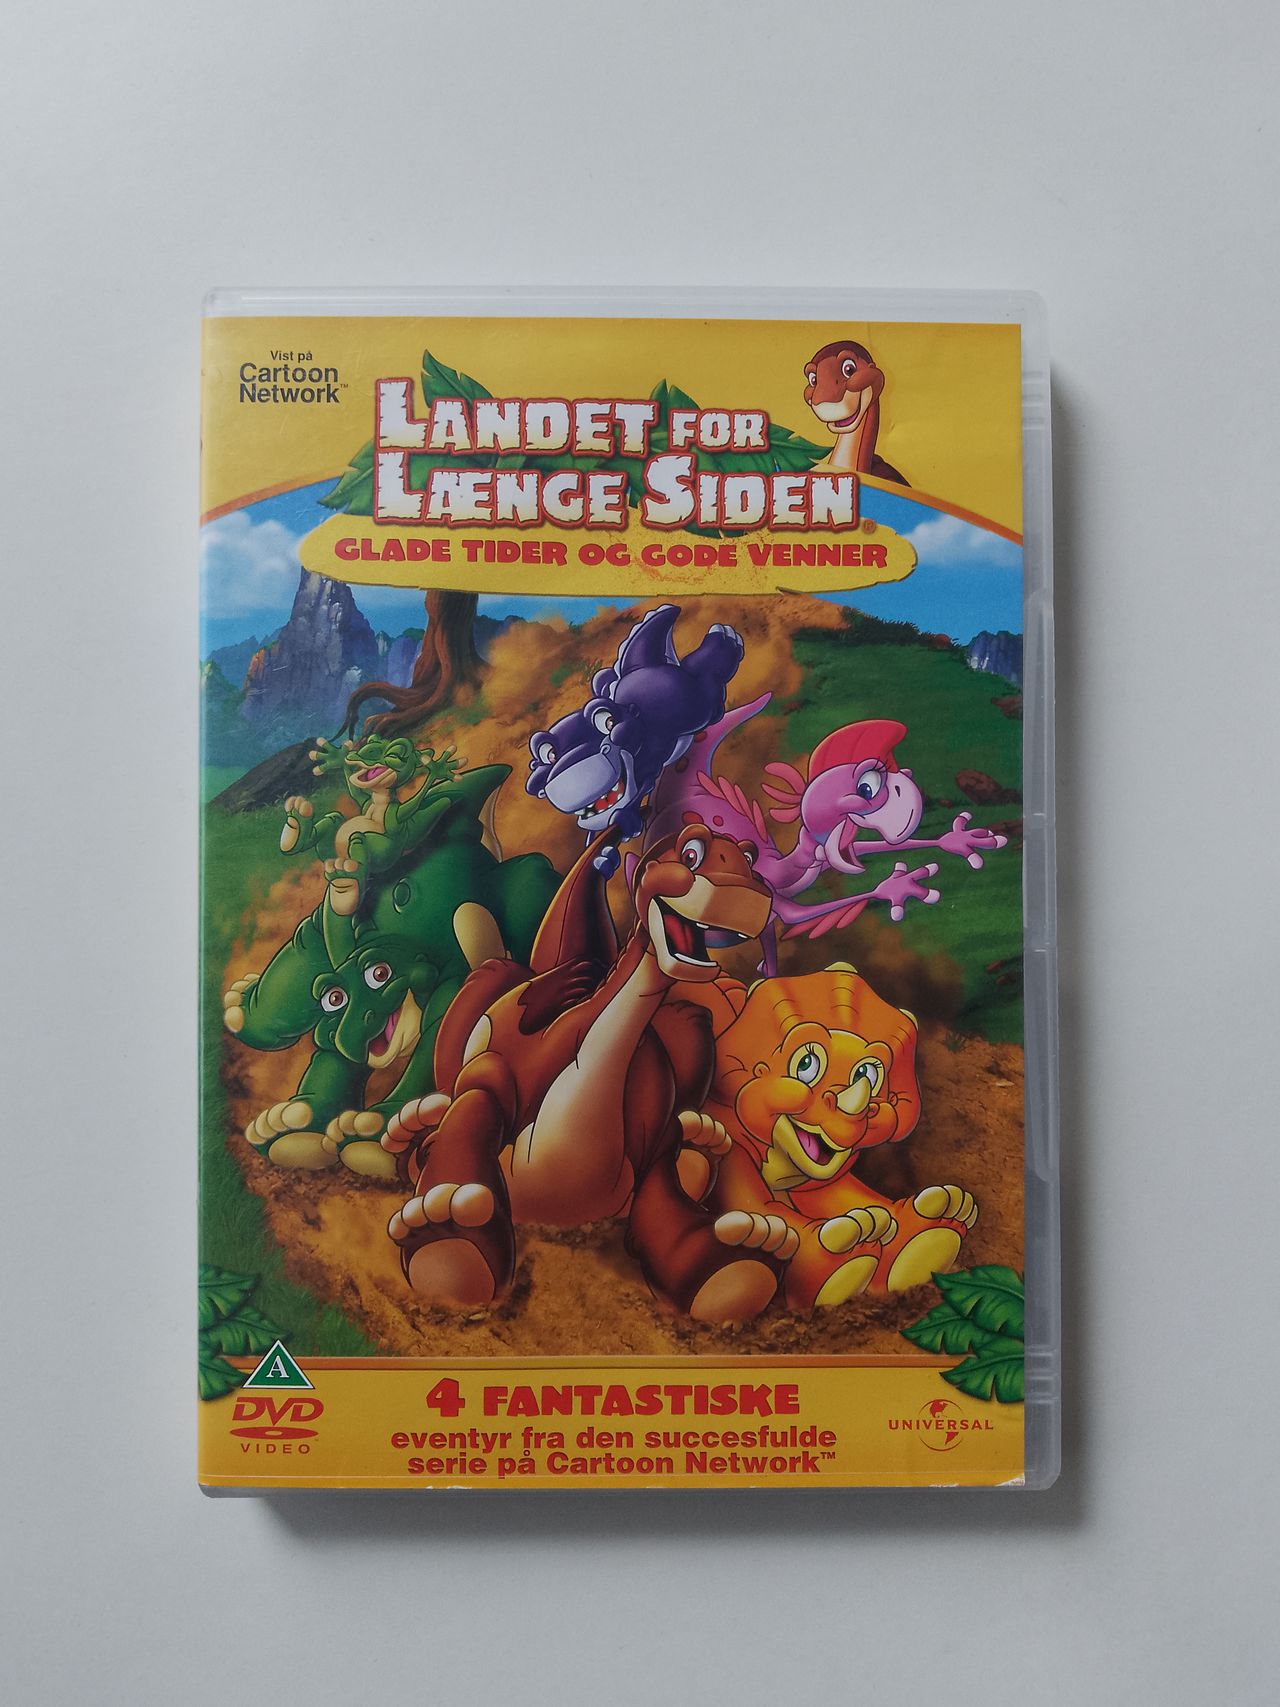 Vist på
Cartoon
Network™
LANDET FOR
LÆNGE SIDEN®
GLADE TIDER OG GODE VENNER
A
DVD
VIDEO
4 FANTASTISKE
eventyr fra den succesfulde
serie på Cartoon Network™
UNIVERSAL